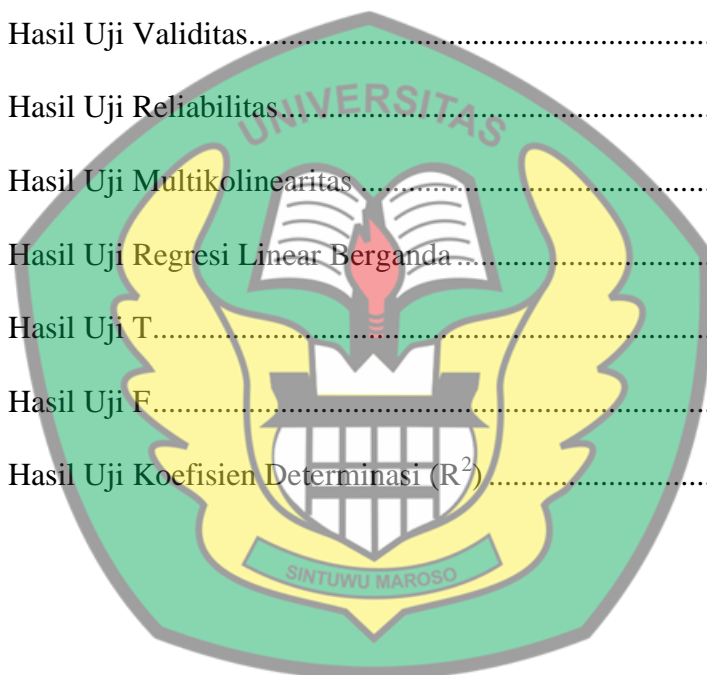 Hasil Uji Validitas..................................................
UNIVERSITAS
Hasil Uji Reliabilitas..............................................
Hasil Uji Multikolinearitas ......................................
Hasil Uji Regresi Linear Berganda ...........................
Hasil Uji T..............................................................
Hasil Uji F..............................................................
Hasil Uji Koefisien Determinasi (R²) ........................
SINTUWU MAROSO